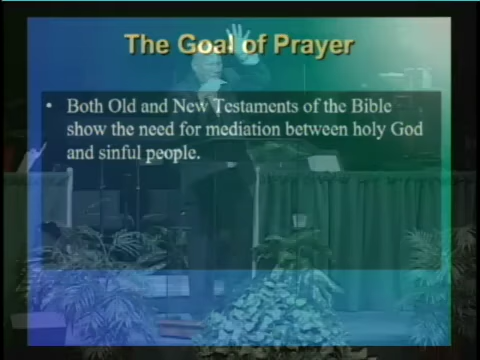 The Goal of Prayer
• Both Old and New Testaments of the Bible
show the need for mediation between holy God
and sinful people.